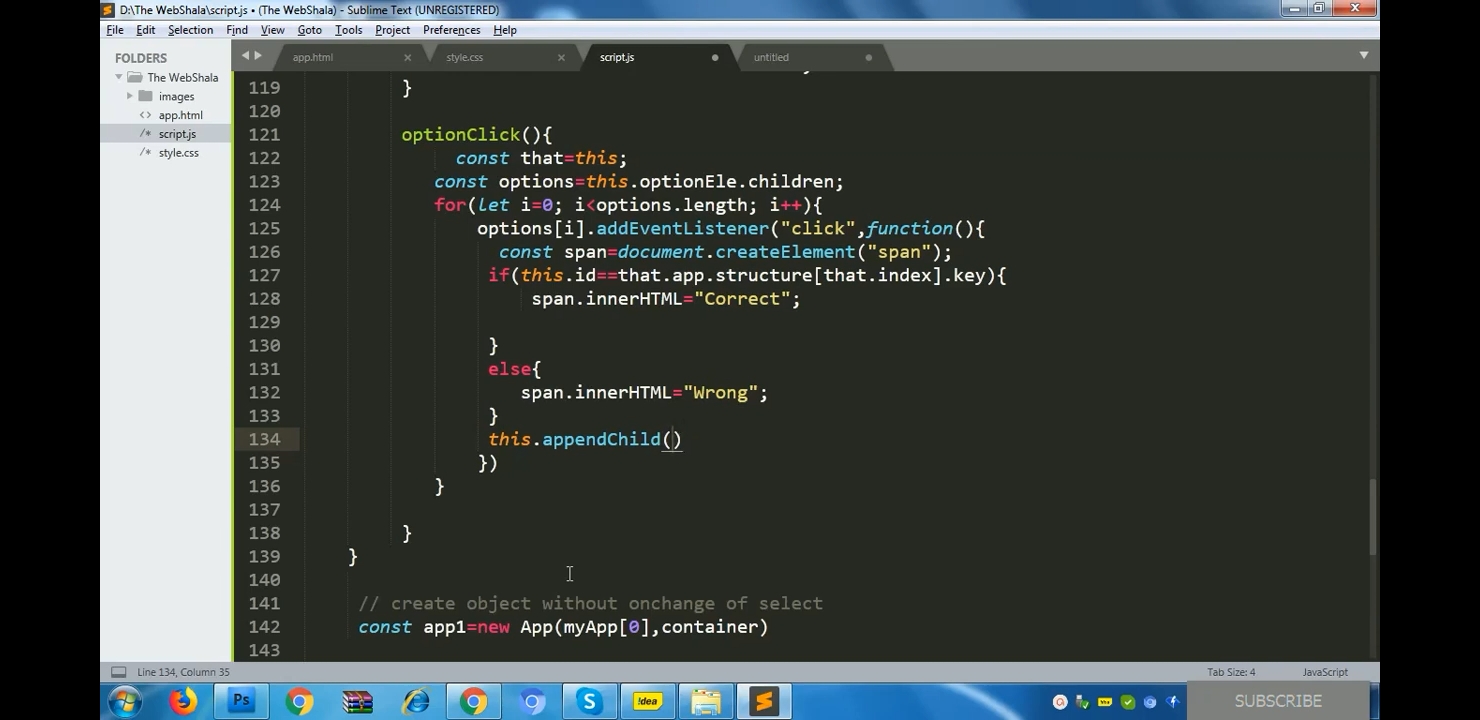 D:\The WebShala\script.js • (The WebShala) - Sublime Text (UNREGISTERED)
File Edit Selection Find View Goto Tools Project Preferences Help
FOLDERS
The WebShala
images
app.html
script.js
style.css
app.html style.css script.js untitled
119 }
120
121 optionClick(){
122 const that=this;
123 const options=this.optionEle.children;
124 for(let i=0; i<options.length; i++){
125 options[i].addEventListener("click",function(){
126 const span=document.createElement("span");
127 if(this.id==that.app.structure[that.index].key){
128 span.innerHTML="Correct";
129
130 }
131 else{
132 span.innerHTML="Wrong";
133 }
134 this.appendChild()
135 })
136 }
137
138 }
139 }
140
141 // create object without onchange of select
142 const app1=new App(myApp[0],container)
143
Line 134, Column 35 Tab Size: 4 JavaScript
Ps !dea SUBSCRIBE